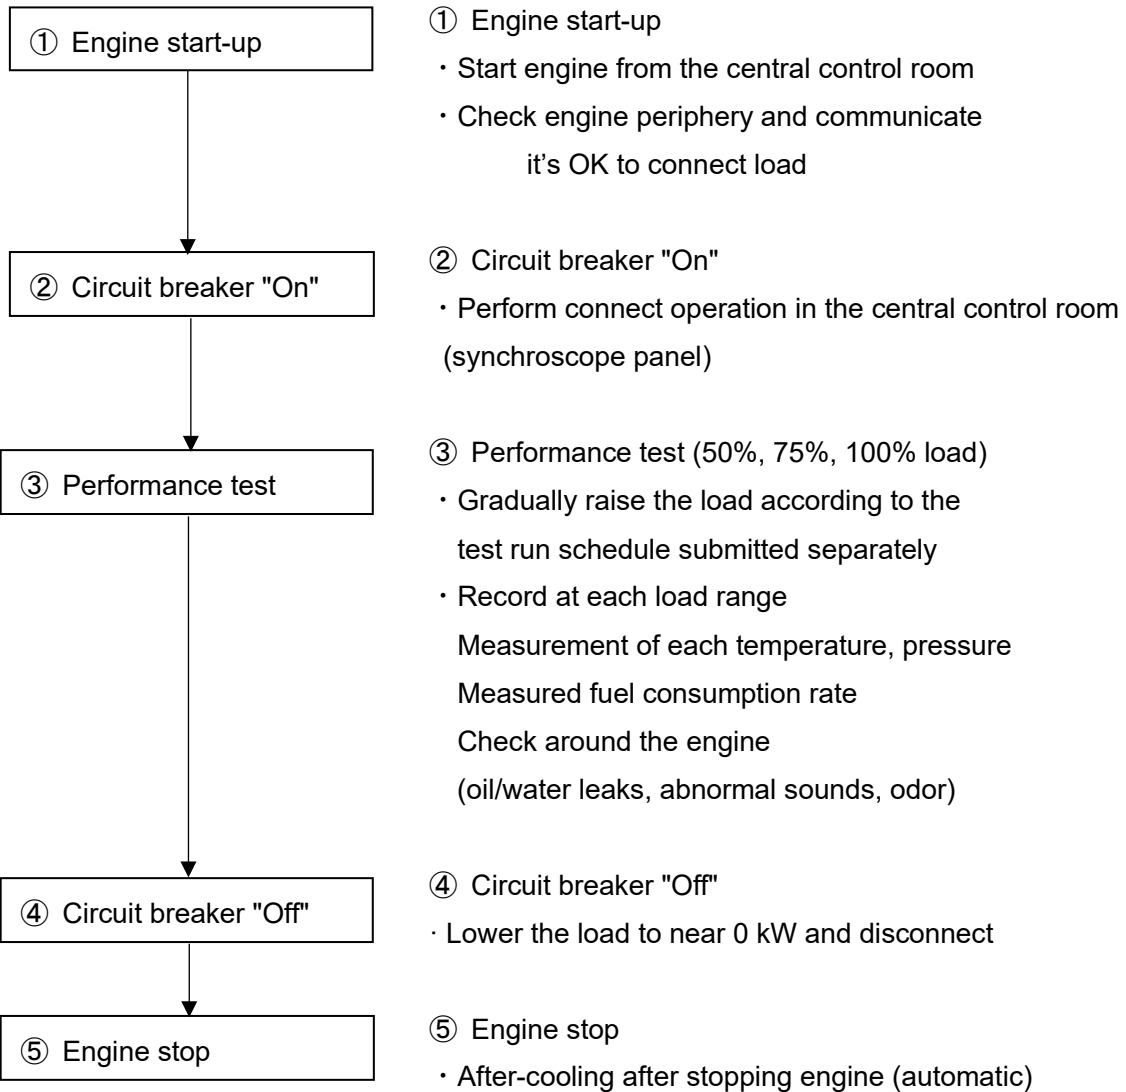 ① Engine start-up
② Circuit breaker "On"
③ Performance test
④ Circuit breaker "Off"
⑤ Engine stop
① Engine start-up
・Start engine from the central control room
・Check engine periphery and communicate
it’s OK to connect load
② Circuit breaker "On"
・Perform connect operation in the central control room
(synchroscope panel)
③ Performance test (50%, 75%, 100% load)
・Gradually raise the load according to the
test run schedule submitted separately
・Record at each load range
Measurement of each temperature, pressure
Measured fuel consumption rate
Check around the engine
(oil/water leaks, abnormal sounds, odor)
④ Circuit breaker "Off"
· Lower the load to near 0 kW and disconnect
⑤ Engine stop
・After-cooling after stopping engine (automatic)